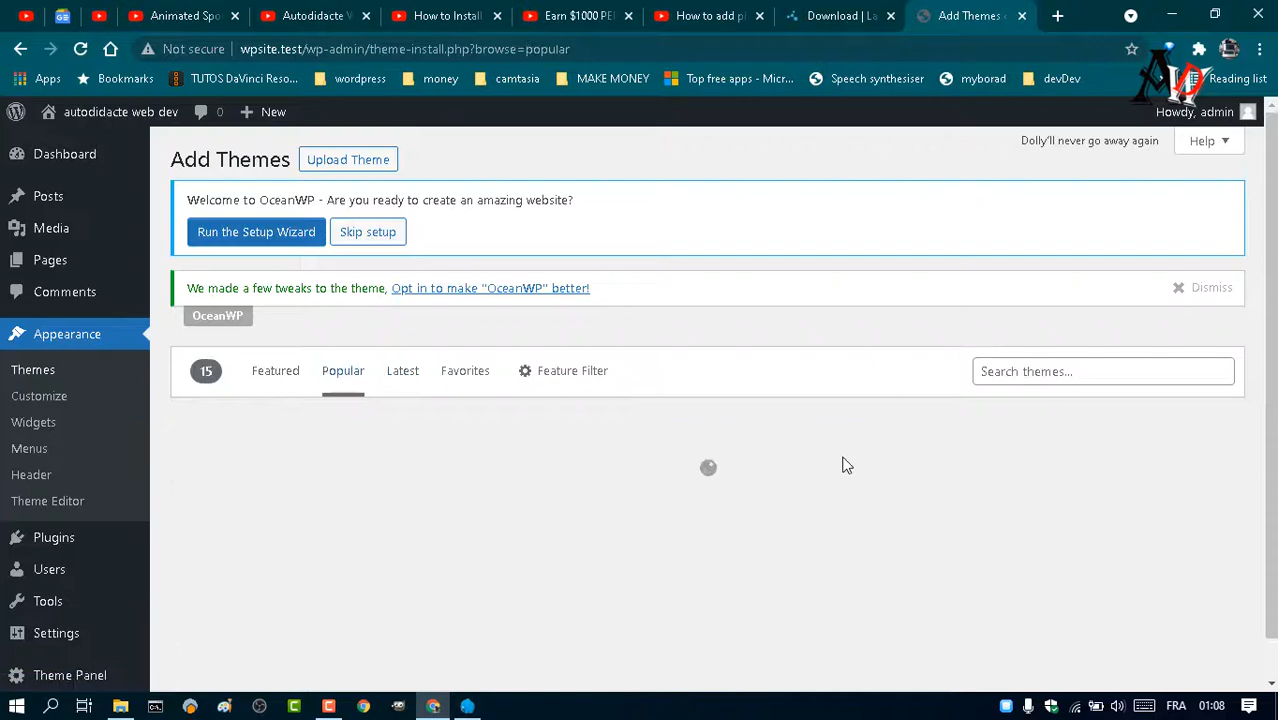 Animated Spo
Autodidacte W
How to Install
Earn $1000 PE
How to add p
Download | La
Add Themes
Not secure wpsite.test/wp-admin/theme-install.php?browse=popular
Apps
Bookmarks
TUTOS DaVinci Reso...
wordpress
money
camtasia
MAKE MONEY
Top free apps - Micr...
Speech synthesiser
myborad
devDev
Reading list
autodidacte web dev
0
New
Howdy, admin
Dolly'll never go away again
Help
Add Themes
Upload Theme
Welcome to OceanWP - Are you ready to create an amazing website?
Run the Setup Wizard
Skip setup
We made a few tweaks to the theme, Opt in to make "OceanWP" better!
Dismiss
OceanWP
15
Featured
Popular
Latest
Favorites
Feature Filter
Search themes...
Dashboard
Posts
Media
Pages
Comments
Appearance
Themes
Customize
Widgets
Menus
Header
Theme Editor
Plugins
Users
Tools
Settings
Theme Panel
FRA
01:08